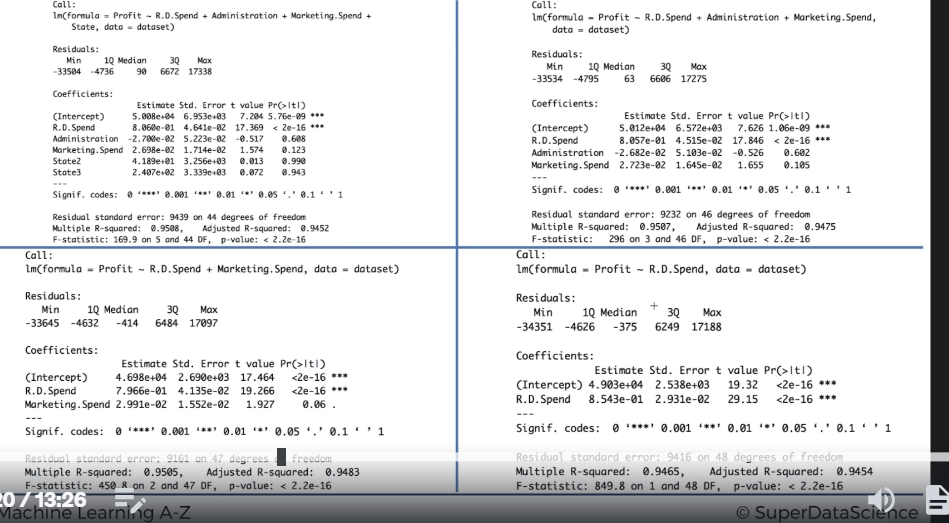 Call:
lm(formula = Profit ~ R.D.Spend + Administration + Marketing.Spend +
State, data = dataset)
Residuals:
Min 1Q Median 3Q Max
-33504 -4736 90 6672 17338
Coefficients:
Estimate Std. Error t value Pr(>|t|)
(Intercept) 5.008e+04 6.953e+03 7.204 5.76e-09 ***
R.D.Spend 8.060e-01 4.641e-02 17.369 < 2e-16 ***
Administration -2.700e-02 5.223e-02 -0.517 0.608
Marketing.Spend 2.698e-02 1.714e-02 1.574 0.123
State2 4.189e+01 3.256e+03 0.013 0.990
State3 2.407e+02 3.339e+03 0.072 0.943
---
Signif. codes: 0 ‘***’ 0.001 ‘**’ 0.01 ‘*’ 0.05 ‘.’ 0.1 ‘ ’ 1
Residual standard error: 9439 on 44 degrees of freedom
Multiple R-squared: 0.9508, Adjusted R-squared: 0.9452
F-statistic: 169.9 on 5 and 44 DF, p-value: < 2.2e-16
Call:
lm(formula = Profit ~ R.D.Spend + Administration + Marketing.Spend,
data = dataset)
Residuals:
Min 1Q Median 3Q Max
-33534 -4795 63 6606 17275
Coefficients:
Estimate Std. Error t value Pr(>|t|)
(Intercept) 5.012e+04 6.572e+03 7.626 1.06e-09 ***
R.D.Spend 8.057e-01 4.515e-02 17.846 < 2e-16 ***
Administration -2.682e-02 5.103e-02 -0.526 0.602
Marketing.Spend 2.723e-02 1.645e-02 1.655 0.105
---
Signif. codes: 0 ‘***’ 0.001 ‘**’ 0.01 ‘*’ 0.05 ‘.’ 0.1 ‘ ’ 1
Residual standard error: 9232 on 46 degrees of freedom
Multiple R-squared: 0.9507, Adjusted R-squared: 0.9475
F-statistic: 296 on 3 and 46 DF, p-value: < 2.2e-16
Call:
lm(formula = Profit ~ R.D.Spend + Marketing.Spend, data = dataset)
Residuals:
Min 1Q Median 3Q Max
-33645 -4632 -414 6484 17097
Coefficients:
Estimate Std. Error t value Pr(>|t|)
(Intercept) 4.698e+04 2.690e+03 17.464 <2e-16 ***
R.D.Spend 7.966e-01 4.135e-02 19.266 <2e-16 ***
Marketing.Spend 2.991e-02 1.552e-02 1.927 0.06 .
---
Signif. codes: 0 ‘***’ 0.001 ‘**’ 0.01 ‘*’ 0.05 ‘.’ 0.1 ‘ ’ 1
Residual standard error: 9161 on 47 degrees freedom
Multiple R-squared: 0.9505, Adjusted R-squared: 0.9483
F-statistic: 450.8 on 2 and 47 DF, p-value: < 2.2e-16
Call:
lm(formula = Profit ~ R.D.Spend, data = dataset)
Residuals:
Min 1Q Median 3Q Max
-34351 -4626 -375 6249 17188
Coefficients:
Estimate Std. Error t value Pr(>|t|)
(Intercept) 4.903e+04 2.538e+03 19.32 <2e-16 ***
R.D.Spend 8.543e-01 2.931e-02 29.15 <2e-16 ***
---
Signif. codes: 0 ‘***’ 0.001 ‘**’ 0.01 ‘*’ 0.05 ‘.’ 0.1 ‘ ’ 1
Residual standard error: 9416 on 48 degrees of freedom
Multiple R-squared: 0.9465, Adjusted R-squared: 0.9454
F-statistic: 849.8 on 1 and 48 DF, p-value: < 2.2e-16
0 / 13:26
Machine Learning A-Z
© SuperDataScience